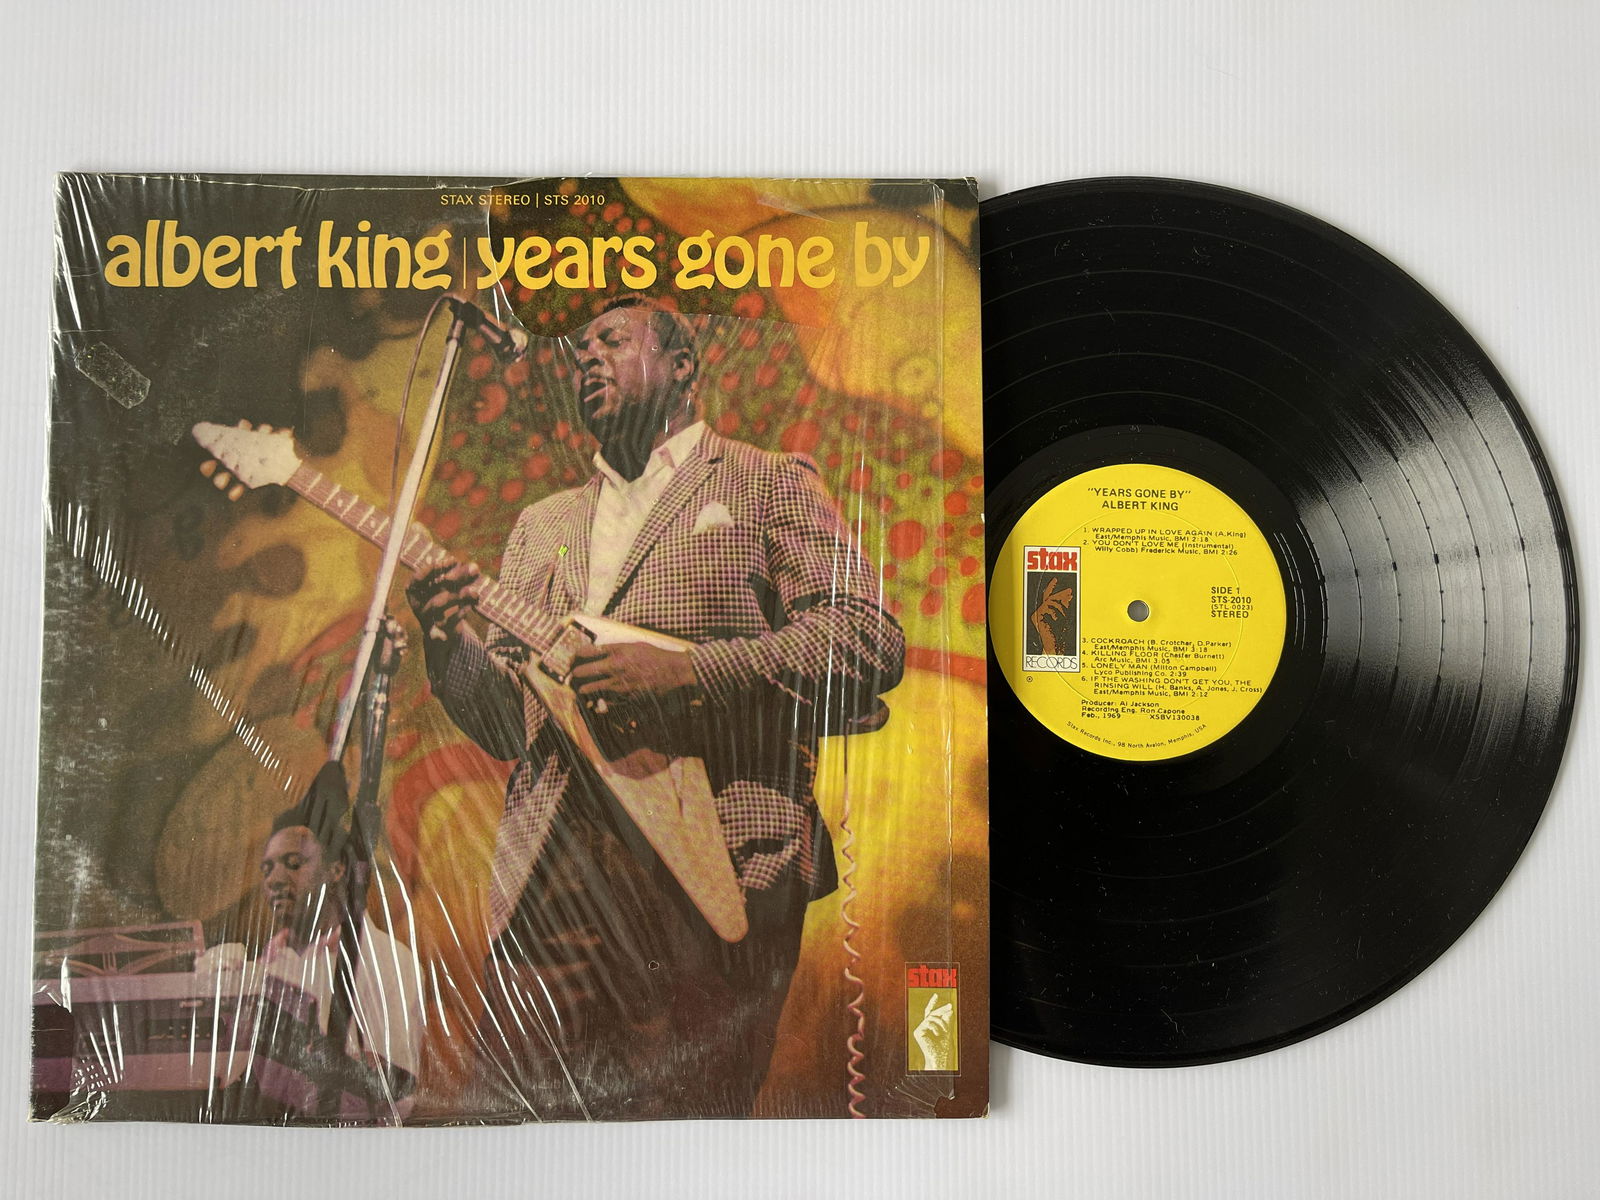 STAX STEREO | STS 2010
albert king | years gone by
stax
"YEARS GONE BY"
ALBERT KING
1. WRAPPED UP IN LOVE AGAIN (A.King)
East/Memphis Music, BMI 2:18
2. YOU DON'T LOVE ME (Instrumental)
Willy Cobb) Frederick Music, BMI 2:26
stax
RECORDS
SIDE 1
STS-2010
(STL-0023)
STEREO
3. COCKROACH (B. Crotcher, D.Parker)
East/Memphis Music, BMI 3:18
4. KILLING FLOOR (Chester Burnett)
Arc Music, BMI 3:05
5. LONELY MAN (Milton Campbell)
Lyco Publishing Co. 2:39
6. IF THE WASHING DON'T GET YOU, THE
RINSING WILL (H. Banks, A. Jones, J. Cross)
East/Memphis Music, BMI 2:12
℗
Producer: Al Jackson
Recording Eng. Ron Capone
Feb., 1969 XSBV130038
Stax Records Inc., 98 North Avalon, Memphis, USA